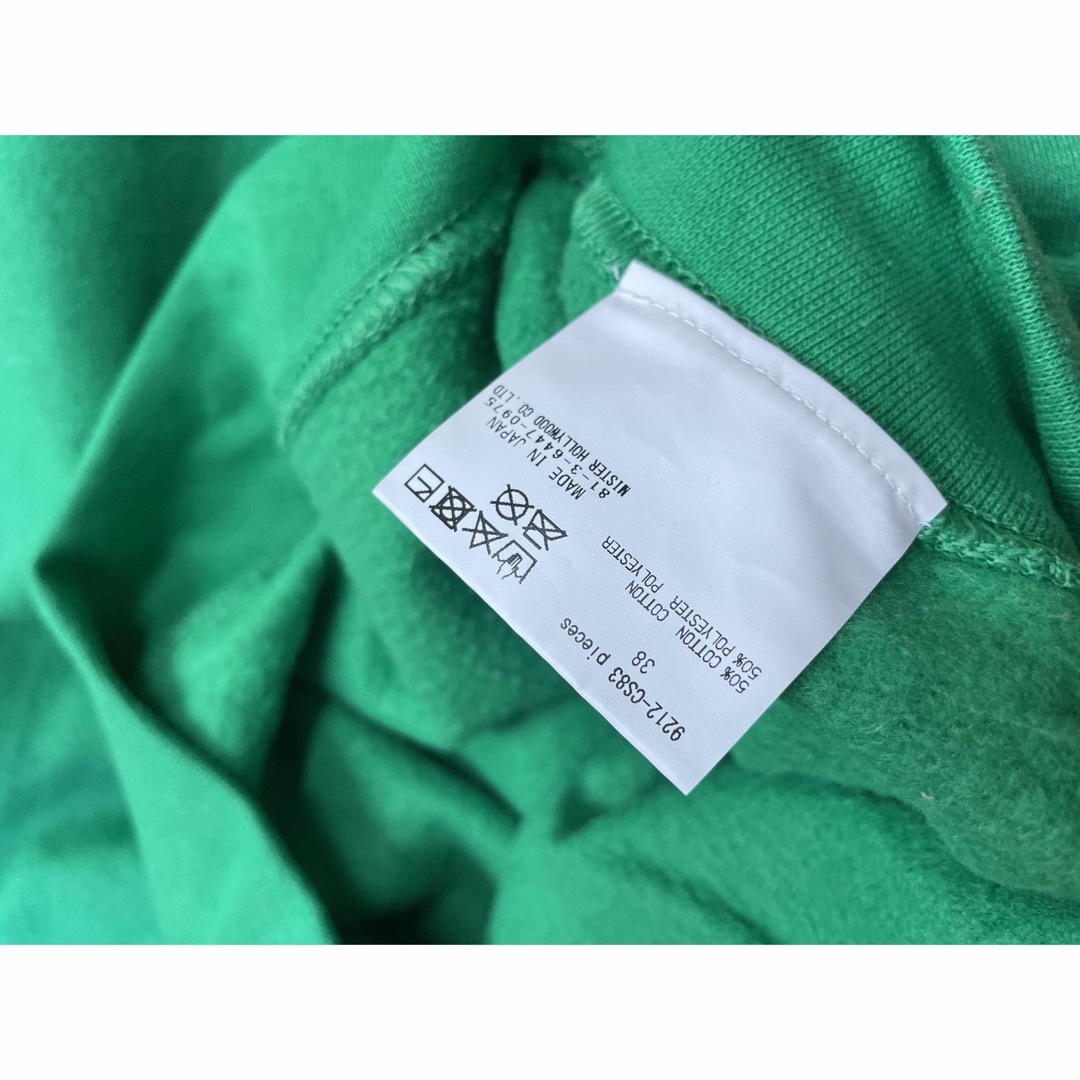 9212-CS83 pieces
38
50% COTTON COTTON
50% POLYESTER POLYESTER
MADE IN JAPAN
81-3-6447-0975
MISTER HOLLYWOOD CO.,LTD